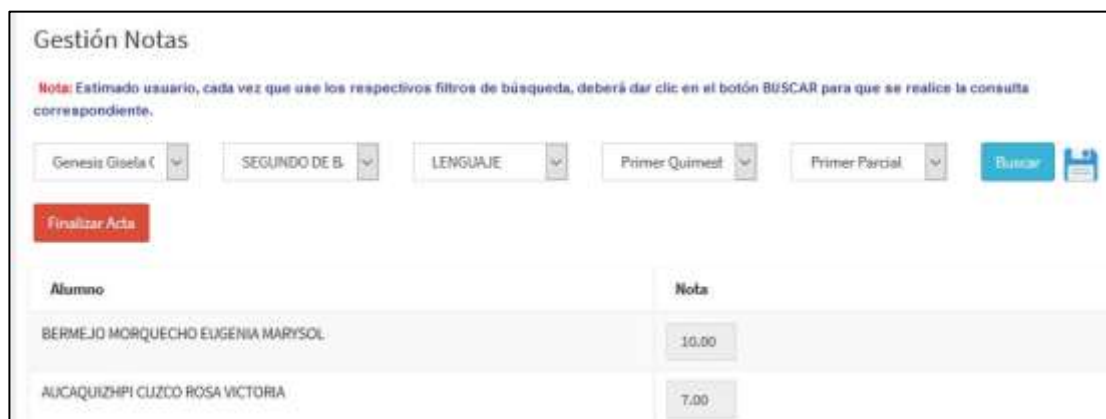 Gestión Notas
Nota: Estimado usuario, cada vez que use los respectivos filtros de búsqueda, deberá dar clic en el botón BUSCAR para que se realice la consulta
correspondiente.
Genesis Gisela SEGUNDO DE LENGUAJE Primer Quimest Primer Parcial Buscar
Finalizar Acta
Alumno Nota
BERMEJO MORQUECHO EUGENIA MARYSOL 10.00
AUCAQUIZHPI CUZCO ROSA VICTORIA 7.00